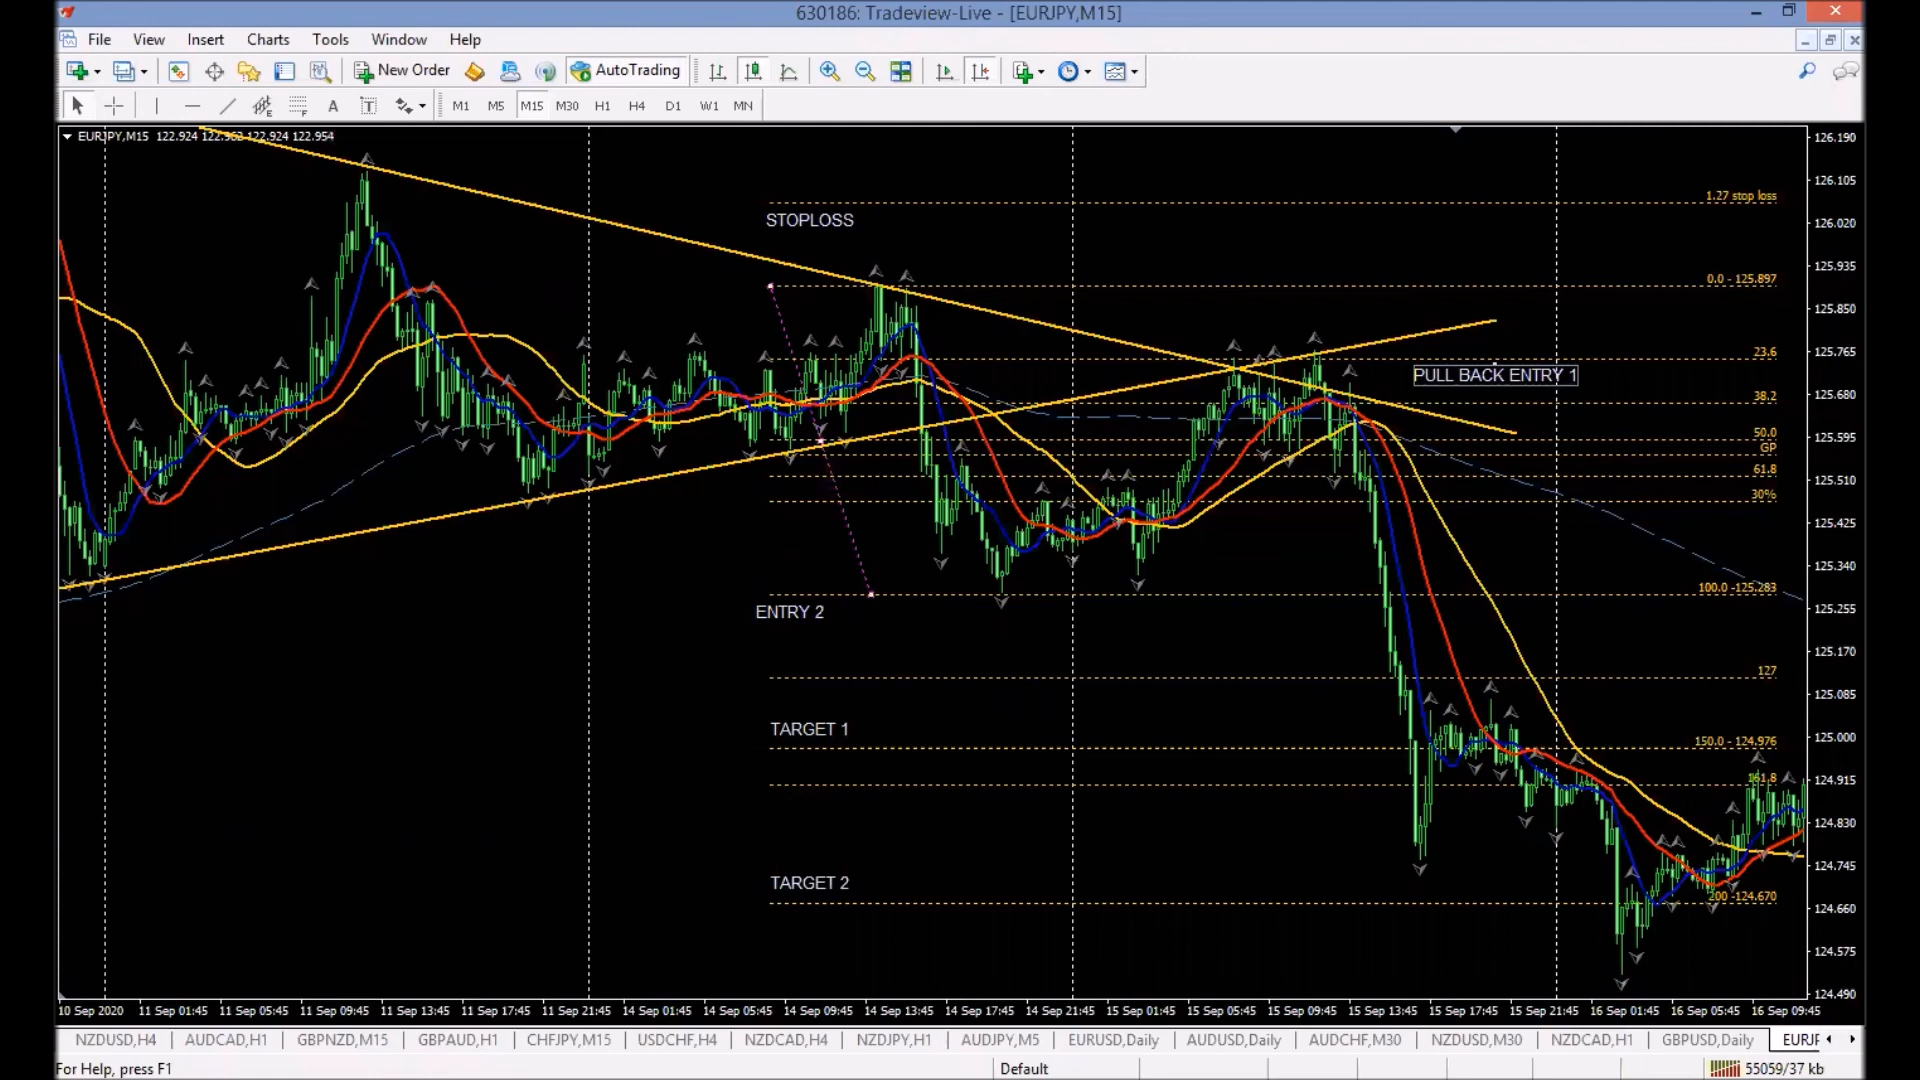 630186: Tradeview-Live - [EURJPY,M15]
File View Insert Charts Tools Window Help
New Order AutoTrading
A T M1 M5 M15 M30 H1 H4 D1 W1 MN
EURJPY,M15 122.924 122.963 122.924 122.954
126.190
126.105
1.27 stop loss
STOPLOSS
126.020
125.935
0.0 - 125.897
125.850
23.6
125.765
PULL BACK ENTRY 1
38.2
125.680
50.0
125.595
GP
61.8
125.510
30%
125.425
125.340
100.0 -125.283
ENTRY 2
125.255
125.170
127
125.085
TARGET 1
125.000
150.0 - 124.976
161.8
124.915
124.830
124.745
TARGET 2
200 -124.670
124.660
124.575
124.490
10 Sep 2020 11 Sep 01:45 11 Sep 05:45 11 Sep 09:45 11 Sep 13:45 11 Sep 17:45 11 Sep 21:45 14 Sep 01:45 14 Sep 05:45 14 Sep 09:45 14 Sep 13:45 14 Sep 17:45 14 Sep 21:45 15 Sep 01:45 15 Sep 05:45 15 Sep 09:45 15 Sep 13:45 15 Sep 17:45 15 Sep 21:45 16 Sep 01:45 16 Sep 05:45 16 Sep 09:45
NZDUSD,H4 AUDCAD,H1 GBPNZD,M15 GBPAUD,H1 CHFJPY,M15 USDCHF,H4 NZDCAD,H4 NZDJPY,H1 AUDJPY,M5 EURUSD,Daily AUDUSD,Daily AUDCHF,M30 NZDUSD,M30 NZDCAD,H1 GBPUSD,Daily EURJF
For Help, press F1 Default 55059/37 kb